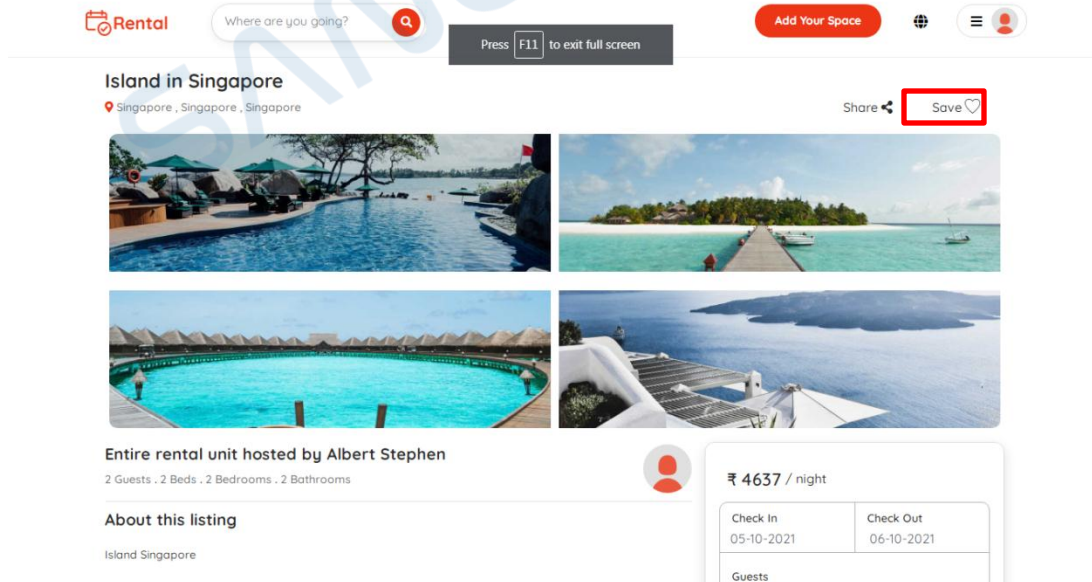 Rental
Where are you going?
Add Your Space
Press F11 to exit full screen
Island in Singapore
Singapore , Singapore , Singapore
Share
Save
Entire rental unit hosted by Albert Stephen
2 Guests . 2 Beds . 2 Bedrooms . 2 Bathrooms
₹ 4637 / night
About this listing
Check In
Check Out
05-10-2021
06-10-2021
Island Singapore
Guests